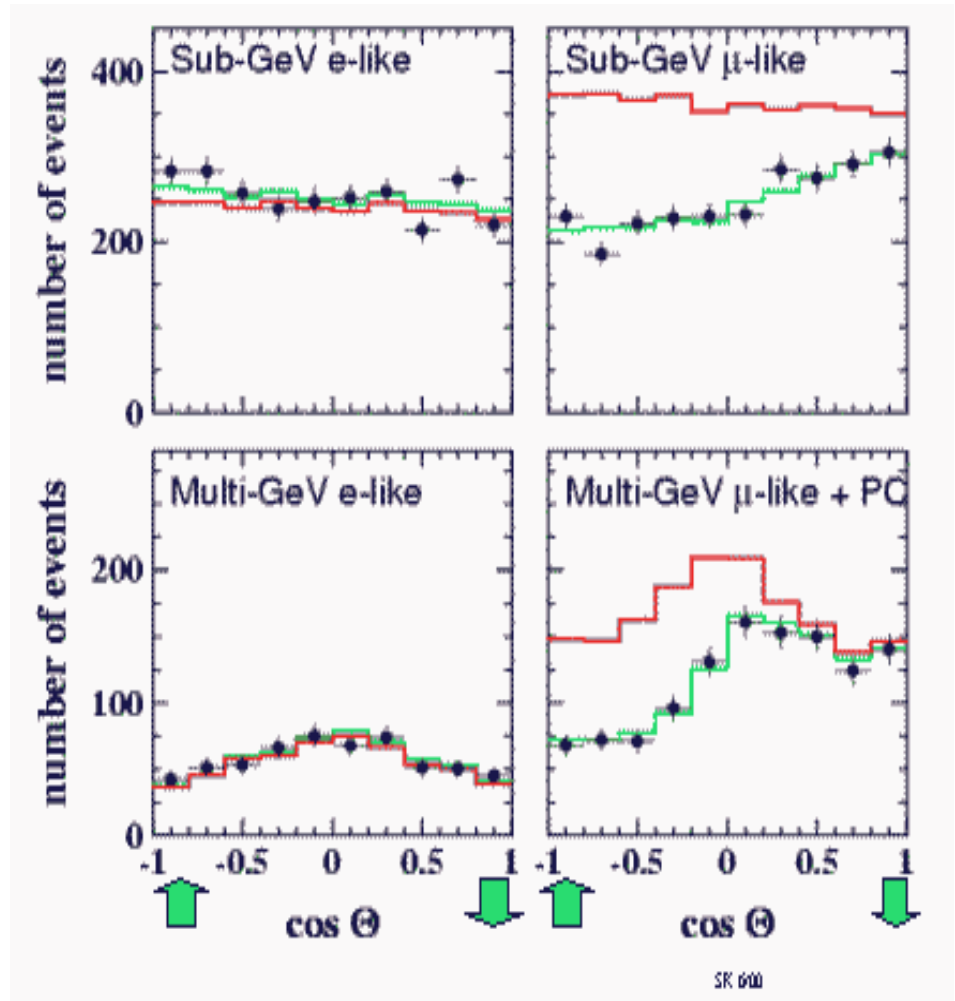 Sub-GeV e-like
Sub-GeV μ-like
number of events
400
200
0
Multi-GeV e-like
Multi-GeV μ-like + PC
number of events
200
100
0
-1 -0.5 0 0.5 1
-1 -0.5 0 0.5 1
cos Θ
cos Θ